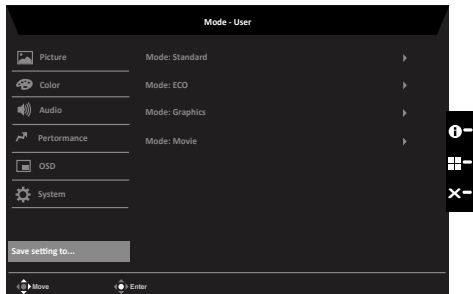 Mode - User
Picture
Color
Audio
Pertormance
OSD
System
Save setting to...
Mode: Standard
Mode: ECO
Mode: Graphics
Mode: Movie
Move
Enter